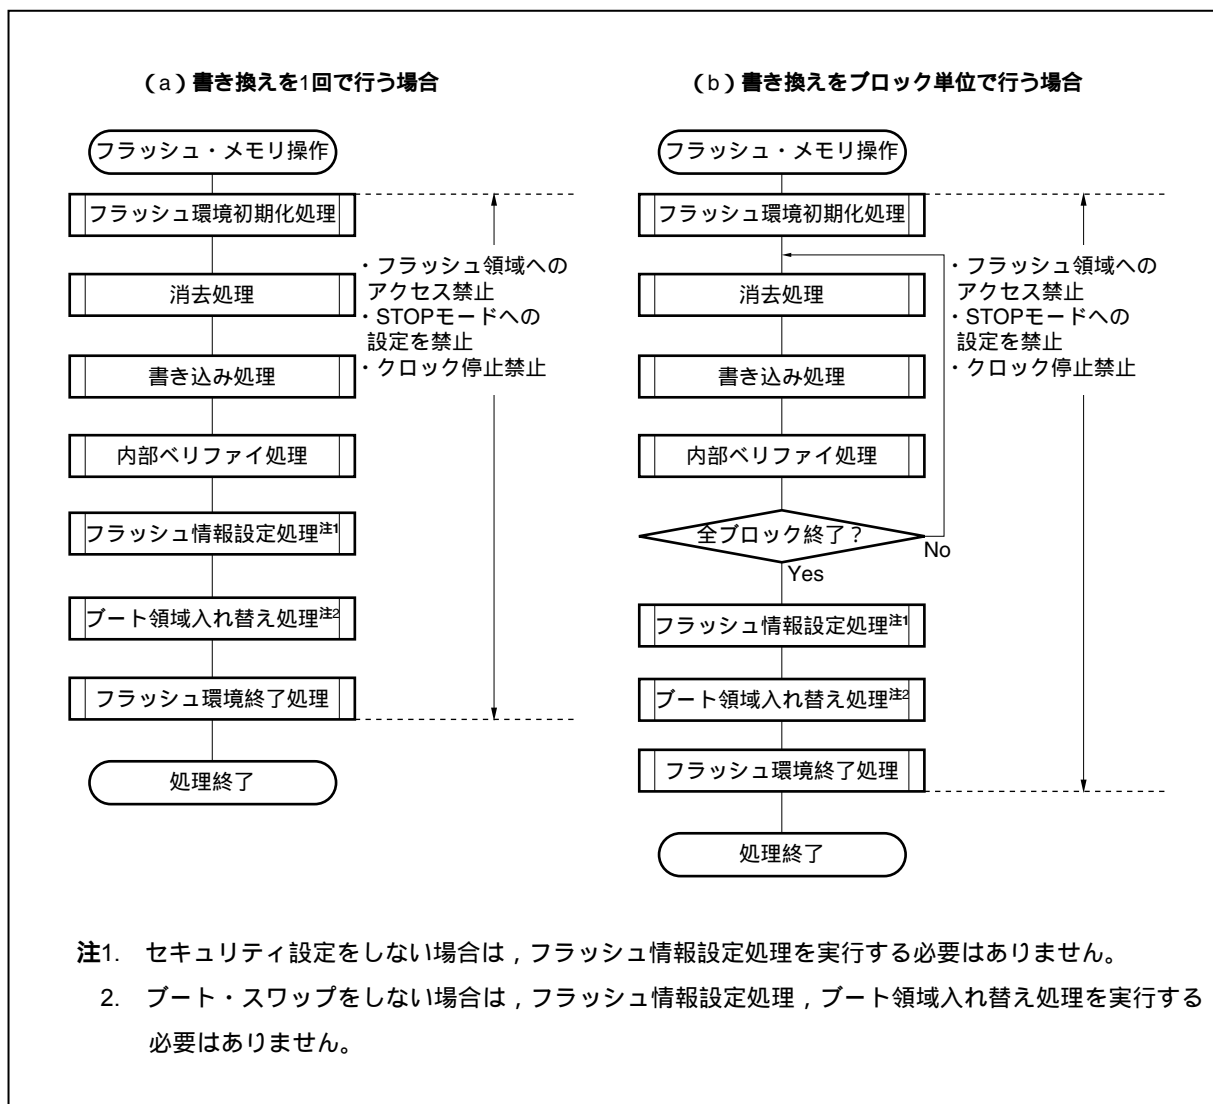 （a）書き換えを1回で行う場合
フラッシュ・メモリ操作
フラッシュ環境初期化処理
消去処理
書き込み処理
内部ベリファイ処理
フラッシュ情報設定処理注1
ブート領域入れ替え処理注2
フラッシュ環境終了処理
処理終了
・フラッシュ領域への
アクセス禁止
・STOPモードへの
設定を禁止
・クロック停止禁止
（b）書き換えをブロック単位で行う場合
フラッシュ・メモリ操作
フラッシュ環境初期化処理
消去処理
書き込み処理
内部ベリファイ処理
全ブロック終了？
No
Yes
フラッシュ情報設定処理注1
ブート領域入れ替え処理注2
フラッシュ環境終了処理
処理終了
・フラッシュ領域への
アクセス禁止
・STOPモードへの
設定を禁止
・クロック停止禁止
注1. セキュリティ設定をしない場合は，フラッシュ情報設定処理を実行する必要はありません。
2. ブート・スワップをしない場合は，フラッシュ情報設定処理，ブート領域入れ替え処理を実行する
必要はありません。